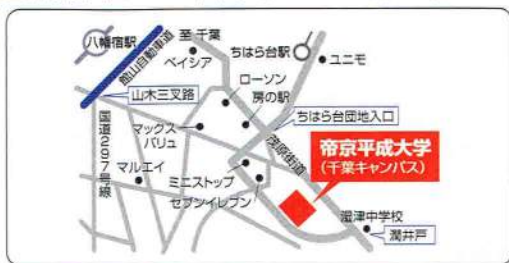 八幡宿駅
館山自動車道
至 千葉
ベイシア
ちはら台駅
ユニモ
ローソン
房の駅
山木三叉路
ちはら台団地入口
国道297号線
マックス
バリュ
茂原街道
帝京平成大学
(千葉キャンパス)
マルエイ
ミニストップ
セブンイレブン
湿津中学校
潤井戸